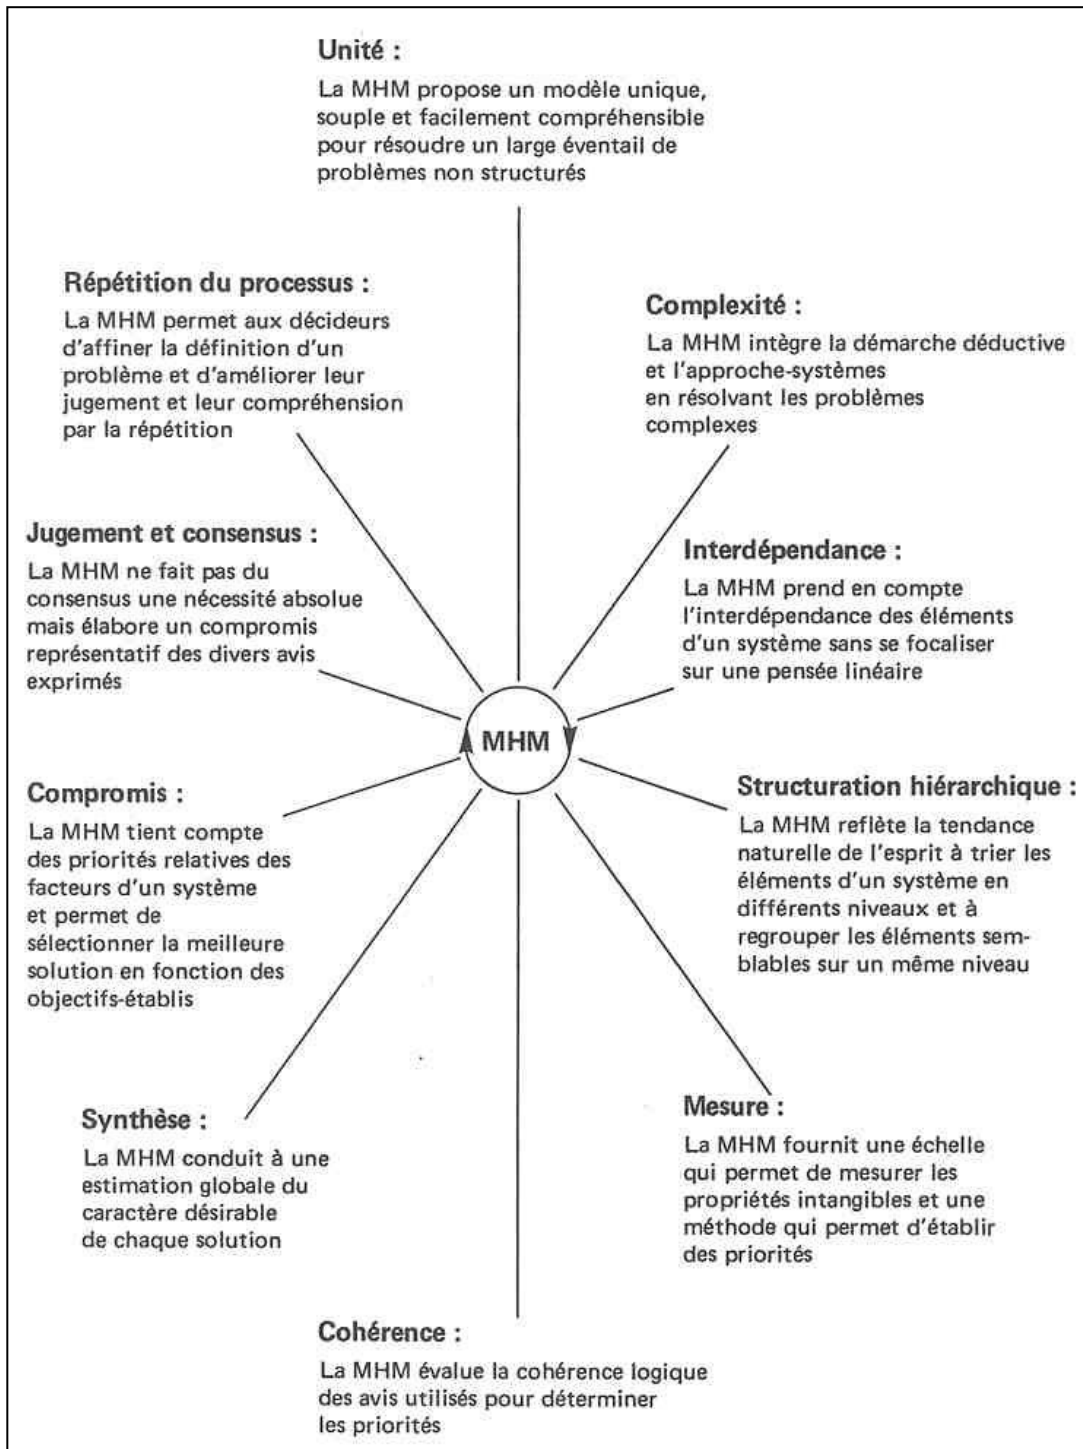 Unité :
La MHM propose un modèle unique,
souple et facilement compréhensible
pour résoudre un large éventail de
problèmes non structurés
Répétition du processus :
La MHM permet aux décideurs
d'affiner la définition d'un
problème et d'améliorer leur
jugement et leur compréhension
par la répétition
Complexité :
La MHM intègre la démarche déductive
et l'approche-systèmes
en résolvant les problèmes
complexes
Jugement et consensus :
La MHM ne fait pas du
consensus une nécessité absolue
mais élabore un compromis
représentatif des divers avis
exprimés
Interdépendance :
La MHM prend en compte
l'interdépendance des éléments
d'un système sans se focaliser
sur une pensée linéaire
MHM
Compromis :
La MHM tient compte
des priorités relatives des
facteurs d'un système
et permet de
sélectionner la meilleure
solution en fonction des
objectifs-établis
Structuration hiérarchique :
La MHM reflète la tendance
naturelle de l'esprit à trier les
éléments d'un système en
différents niveaux et à
regrouper les éléments sem-
blables sur un même niveau
Synthèse :
La MHM conduit à une
estimation globale du
caractère désirable
de chaque solution
Mesure :
La MHM fournit une échelle
qui permet de mesurer les
propriétés intangibles et une
méthode qui permet d'établir
des priorités
Cohérence :
La MHM évalue la cohérence logique
des avis utilisés pour déterminer
les priorités